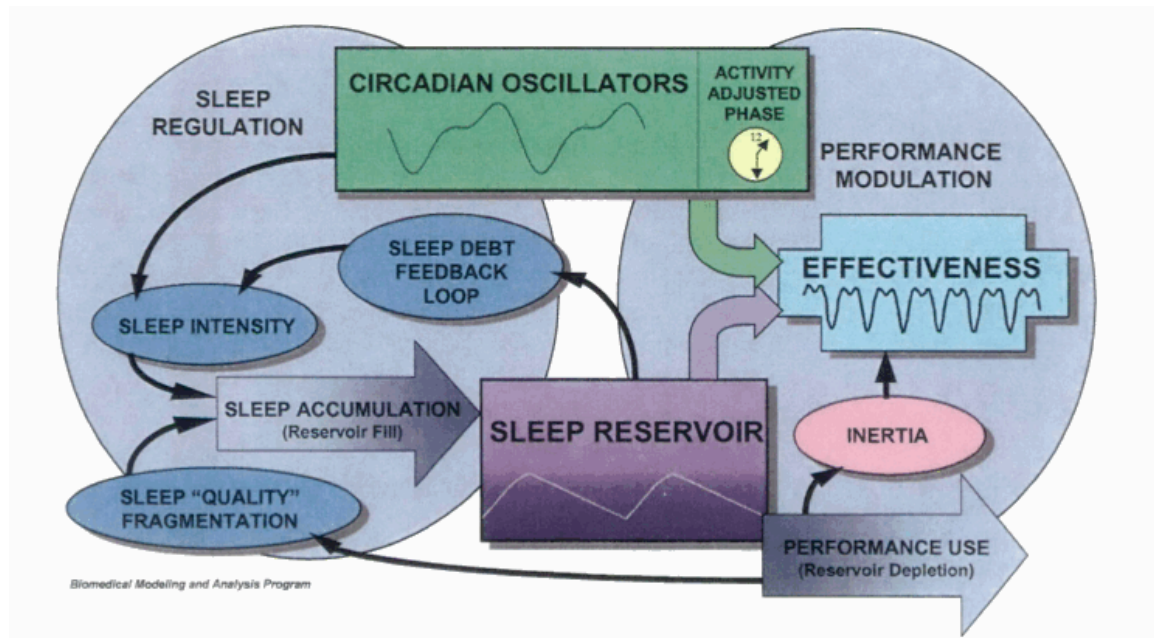 SLEEP
REGULATION
CIRCADIAN OSCILLATORS
ACTIVITY
ADJUSTED
PHASE
12
PERFORMANCE
MODULATION
SLEEP DEBT
FEEDBACK
LOOP
EFFECTIVENESS
SLEEP INTENSITY
SLEEP ACCUMULATION
(Reservoir Fill)
SLEEP RESERVOIR
INERTIA
SLEEP “QUALITY”
FRAGMENTATION
PERFORMANCE USE
(Reservoir Depletion)
Biomedical Modeling and Analysis Program